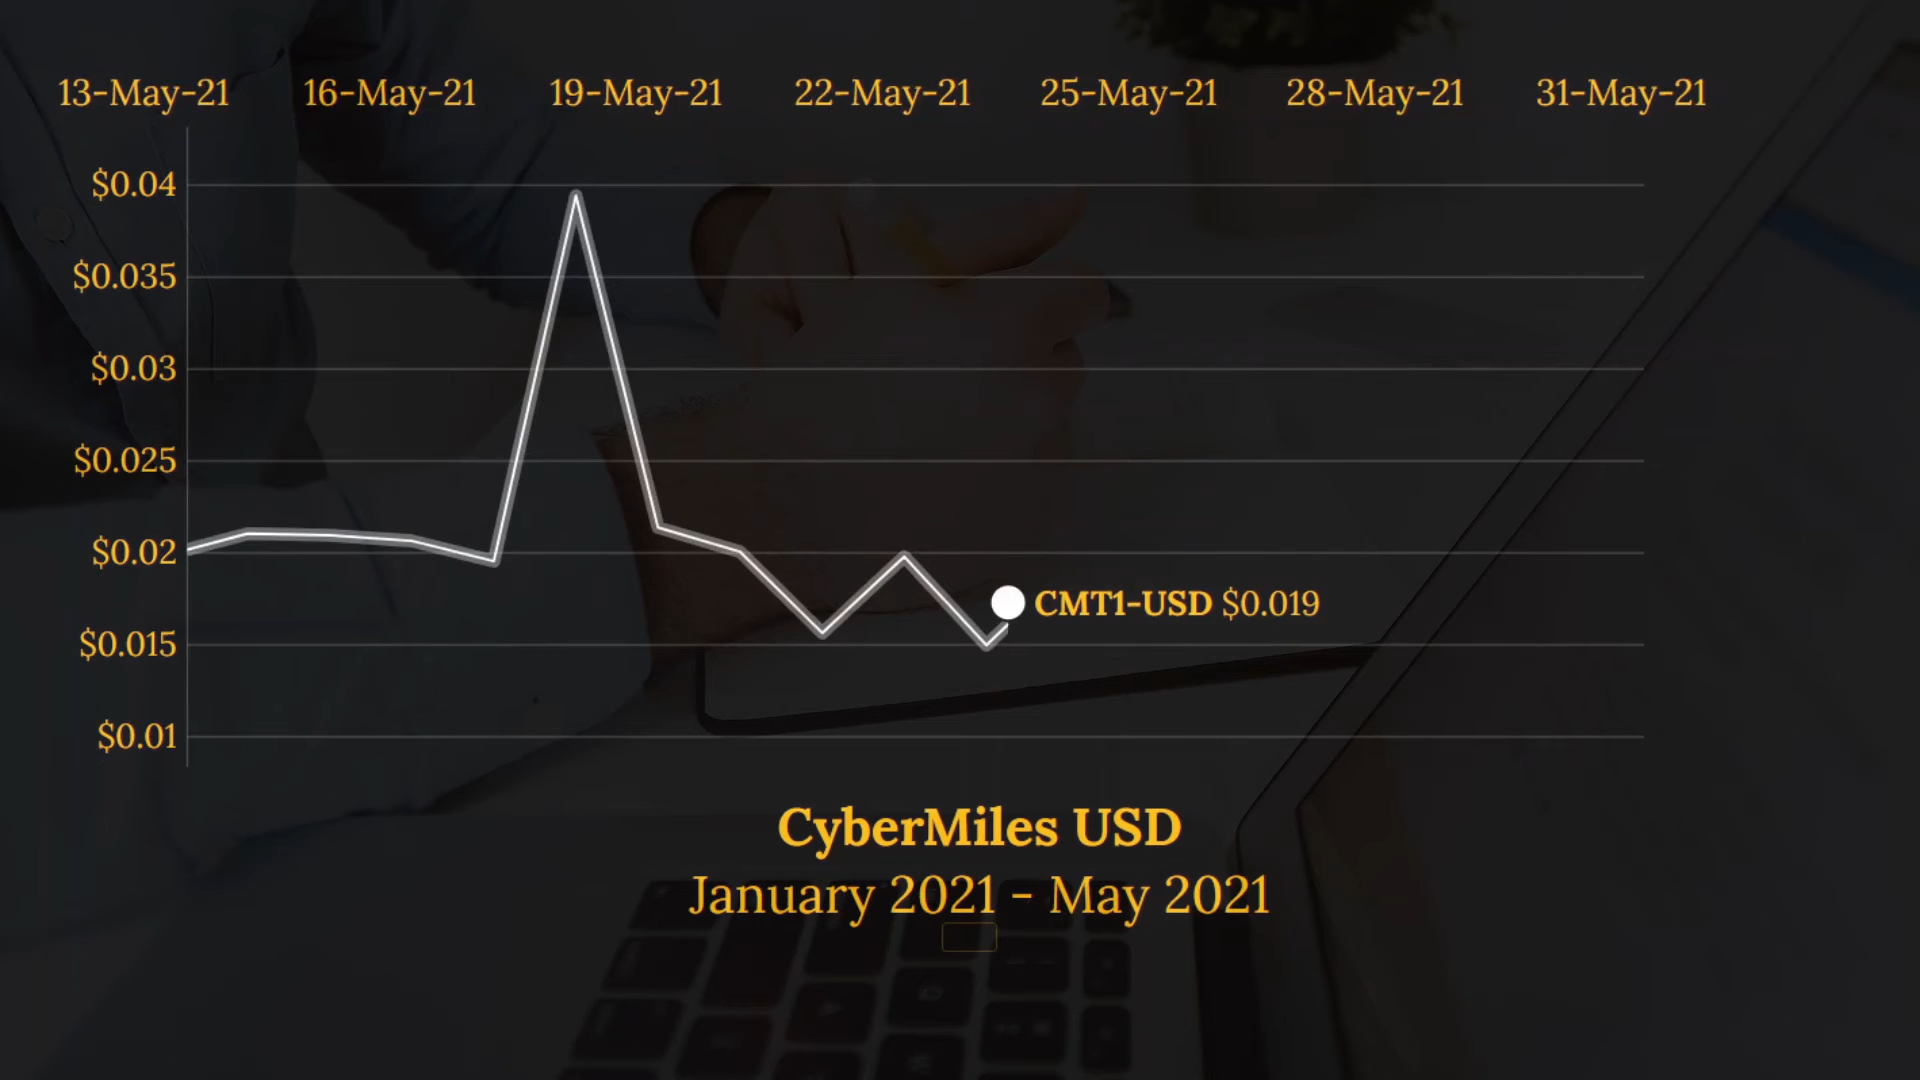 13-May-21 16-May-21 19-May-21 22-May-21 25-May-21 28-May-21 31-May-21
$0.04
$0.035
$0.03
$0.025
$0.02
CMT1-USD $0.019
$0.015
$0.01
CyberMiles USD
January 2021 - May 2021